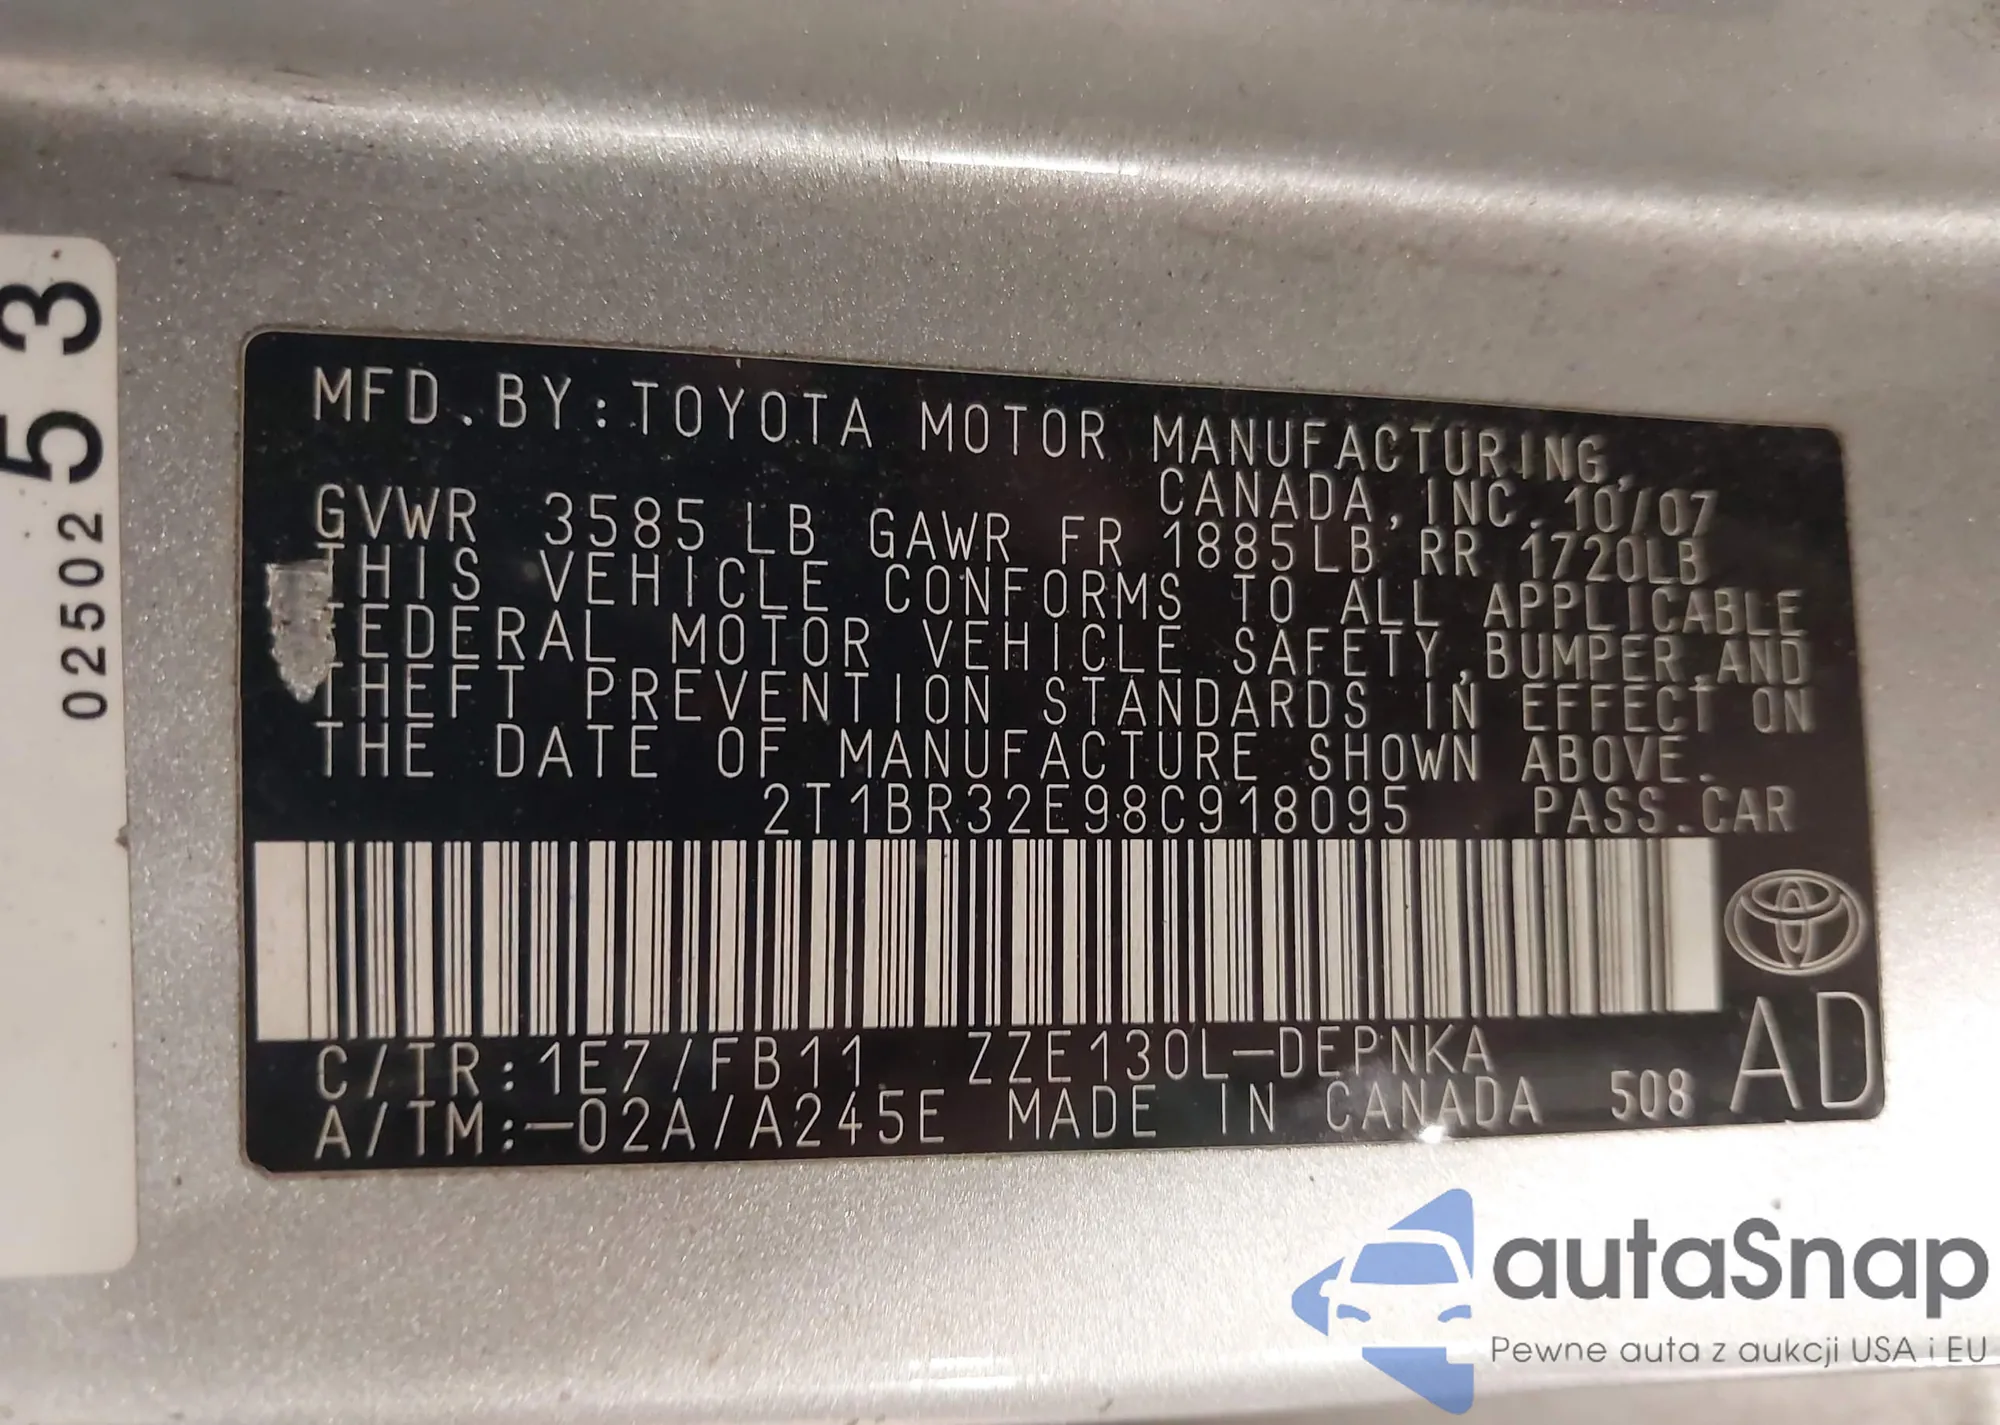 MFD. BY: TOYOTA MOTOR MANUFACTURING,
CANADA, INC. 10/07
GVWR 3585 LB GAWR FR 1885LB RR 1720LB
THIS VEHICLE CONFORMS TO ALL APPLICABLE
FEDERAL MOTOR VEHICLE SAFETY, BUMPER, AND
THEFT PREVENTION STANDARDS IN EFFECT ON
THE DATE OF MANUFACTURE SHOWN ABOVE.
2T1BR32E98C918095 PASS. CAR
C/TR: 1E7/FB11 ZZE130L-DEPNKA
A/TM:-02A/A245E MADE IN CANADA 508 AD
02502 53
autaSnap
Pewne auta z aukcji USA i EU